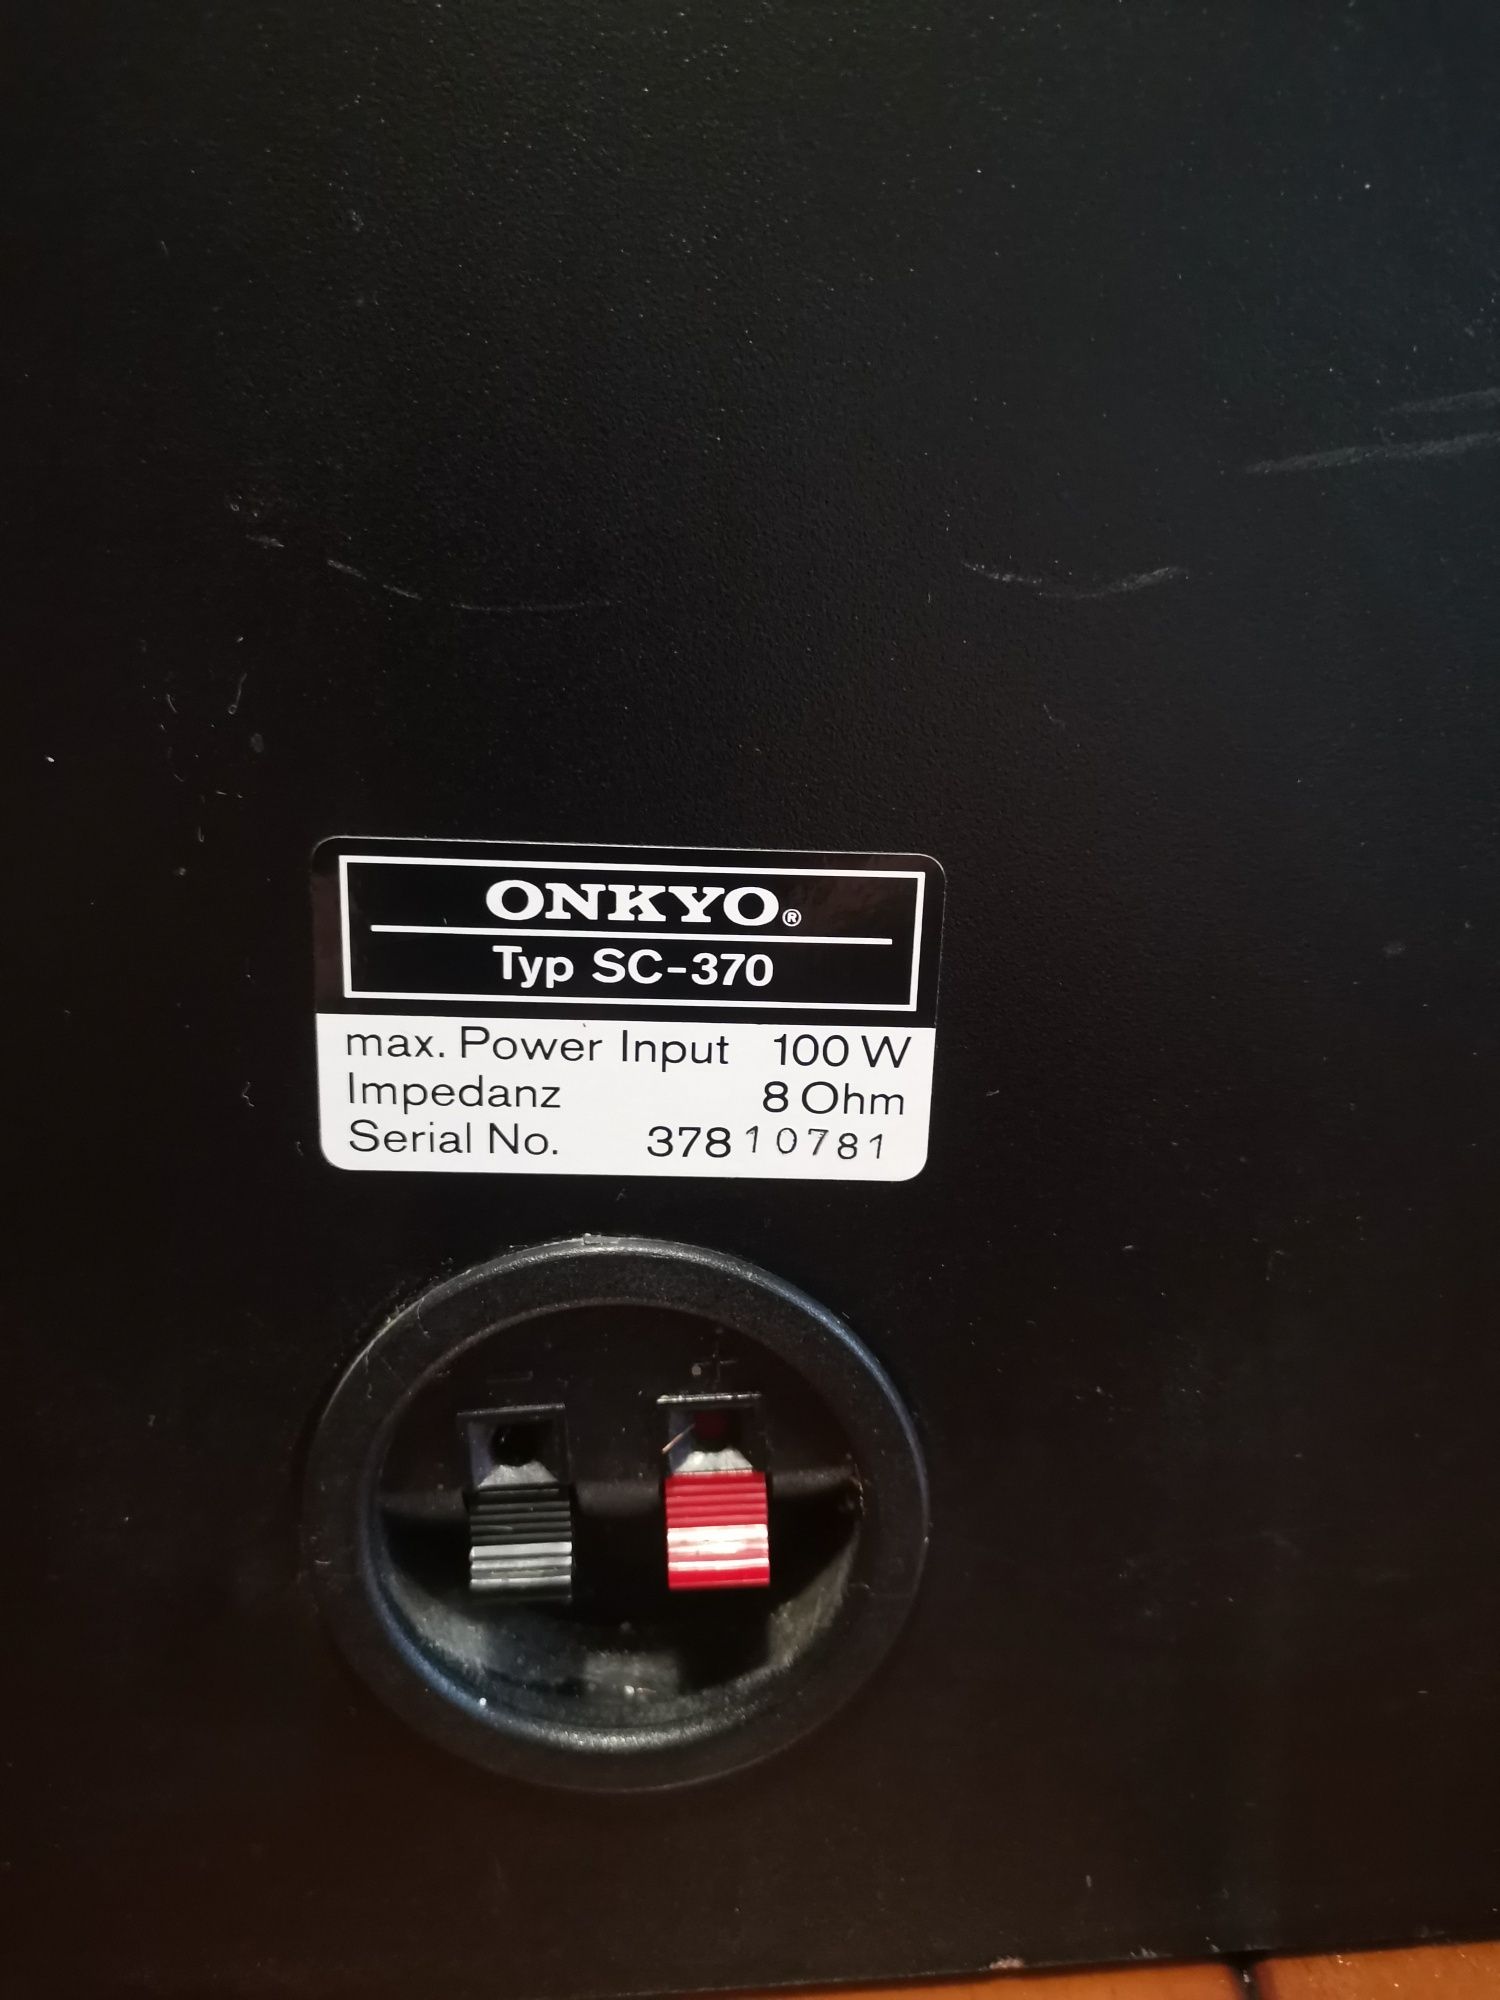 ONKYO®
Typ SC-370
max. Power Input 100 W
Impedanz 8 Ohm
Serial No. 37810781
- +